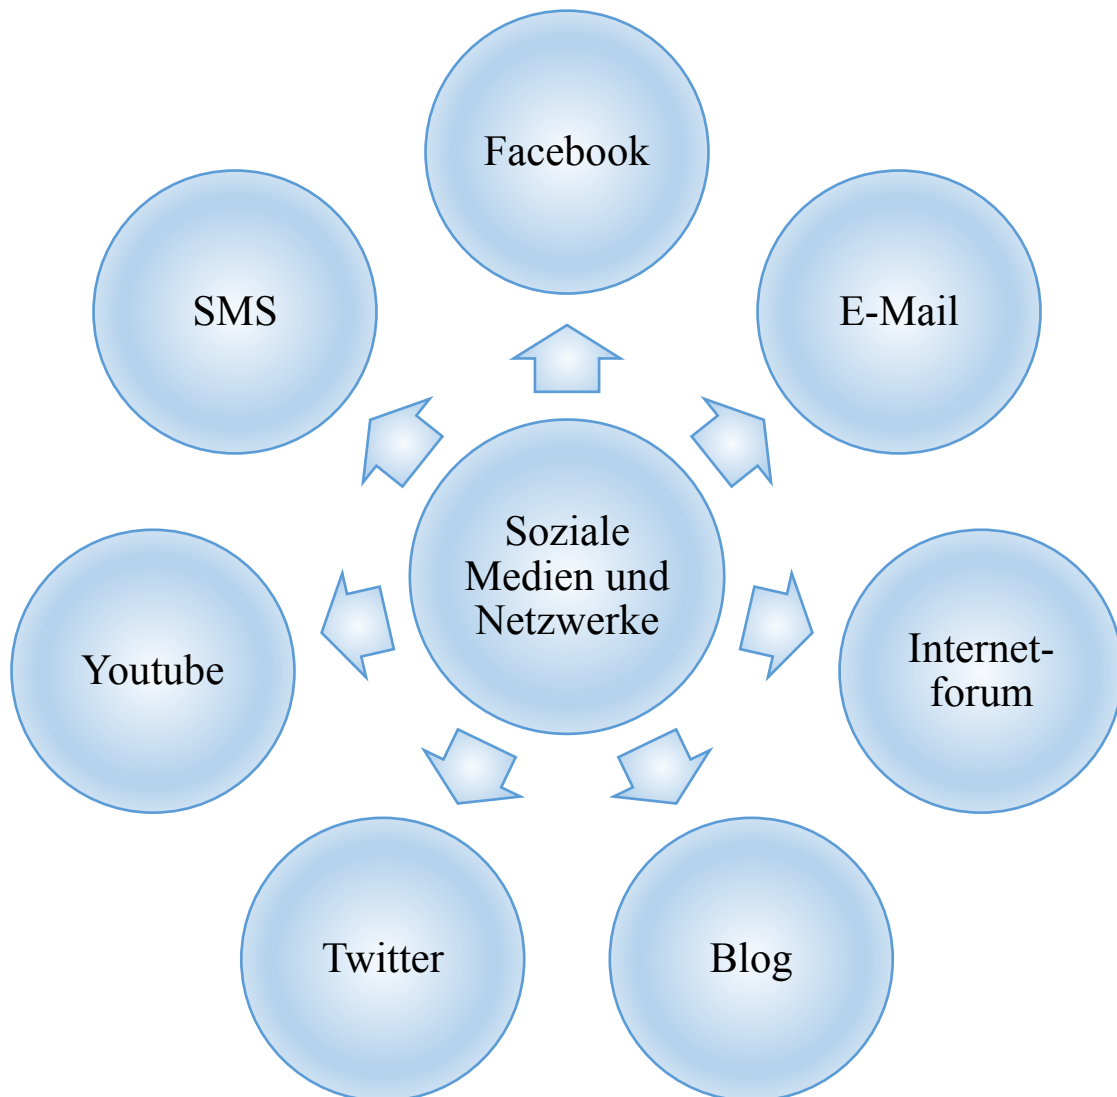 Facebook
SMS
E-Mail
Soziale
Medien und
Netzwerke
Youtube
Internet-
forum
Twitter
Blog